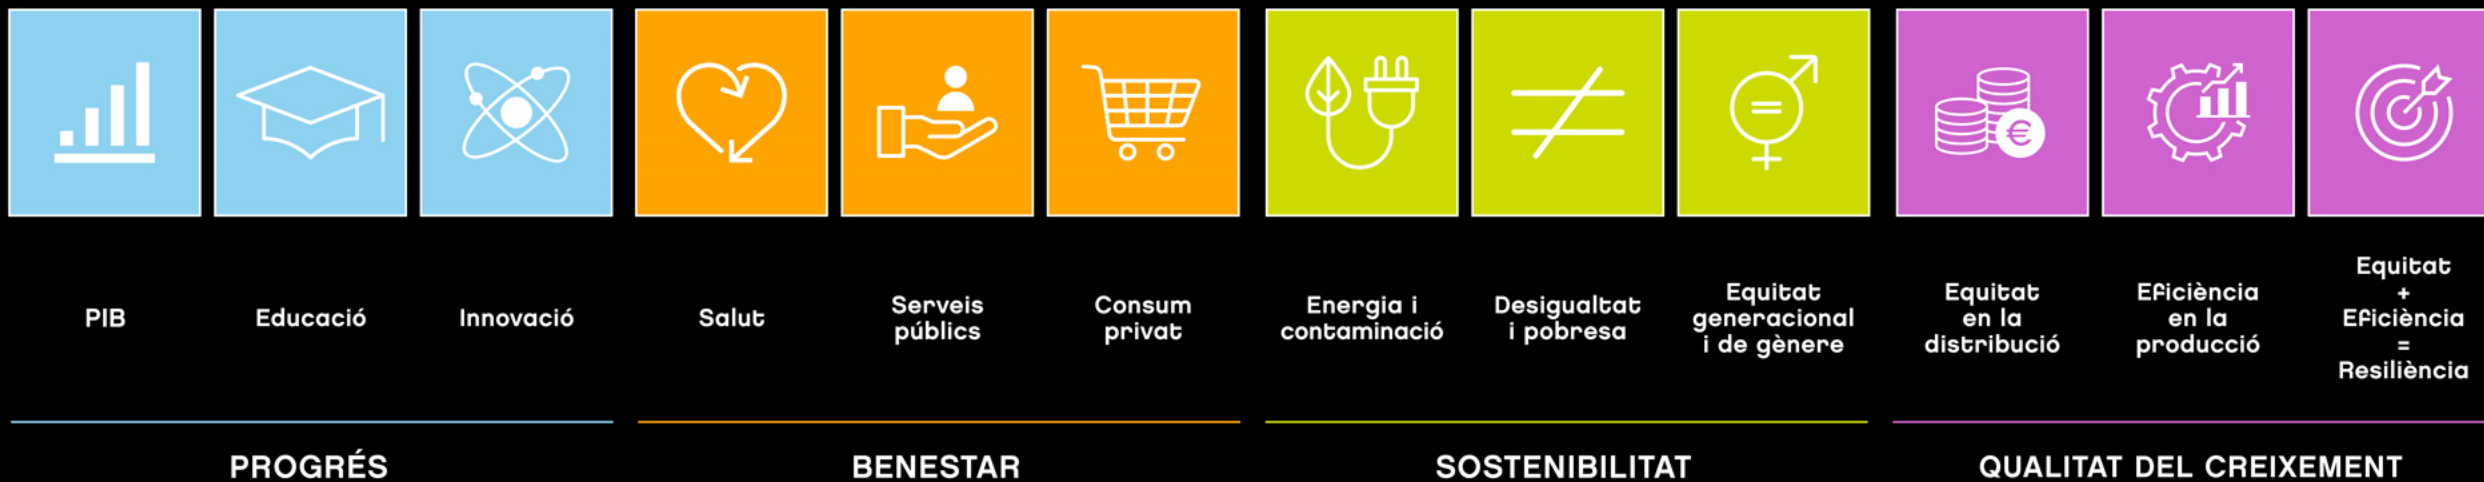 €
PIB
Educació
Innovació
Salut
Serveis
públics
Consum
privat
Energia i
contaminació
Desigualtat
i pobresa
Equitat
generacional
i de gènere
Equitat
en la
distribució
Eficiència
en la
producció
Equitat
+
Eficiència
=
Resiliència
PROGRÉS
BENESTAR
SOSTENIBILITAT
QUALITAT DEL CREIXEMENT